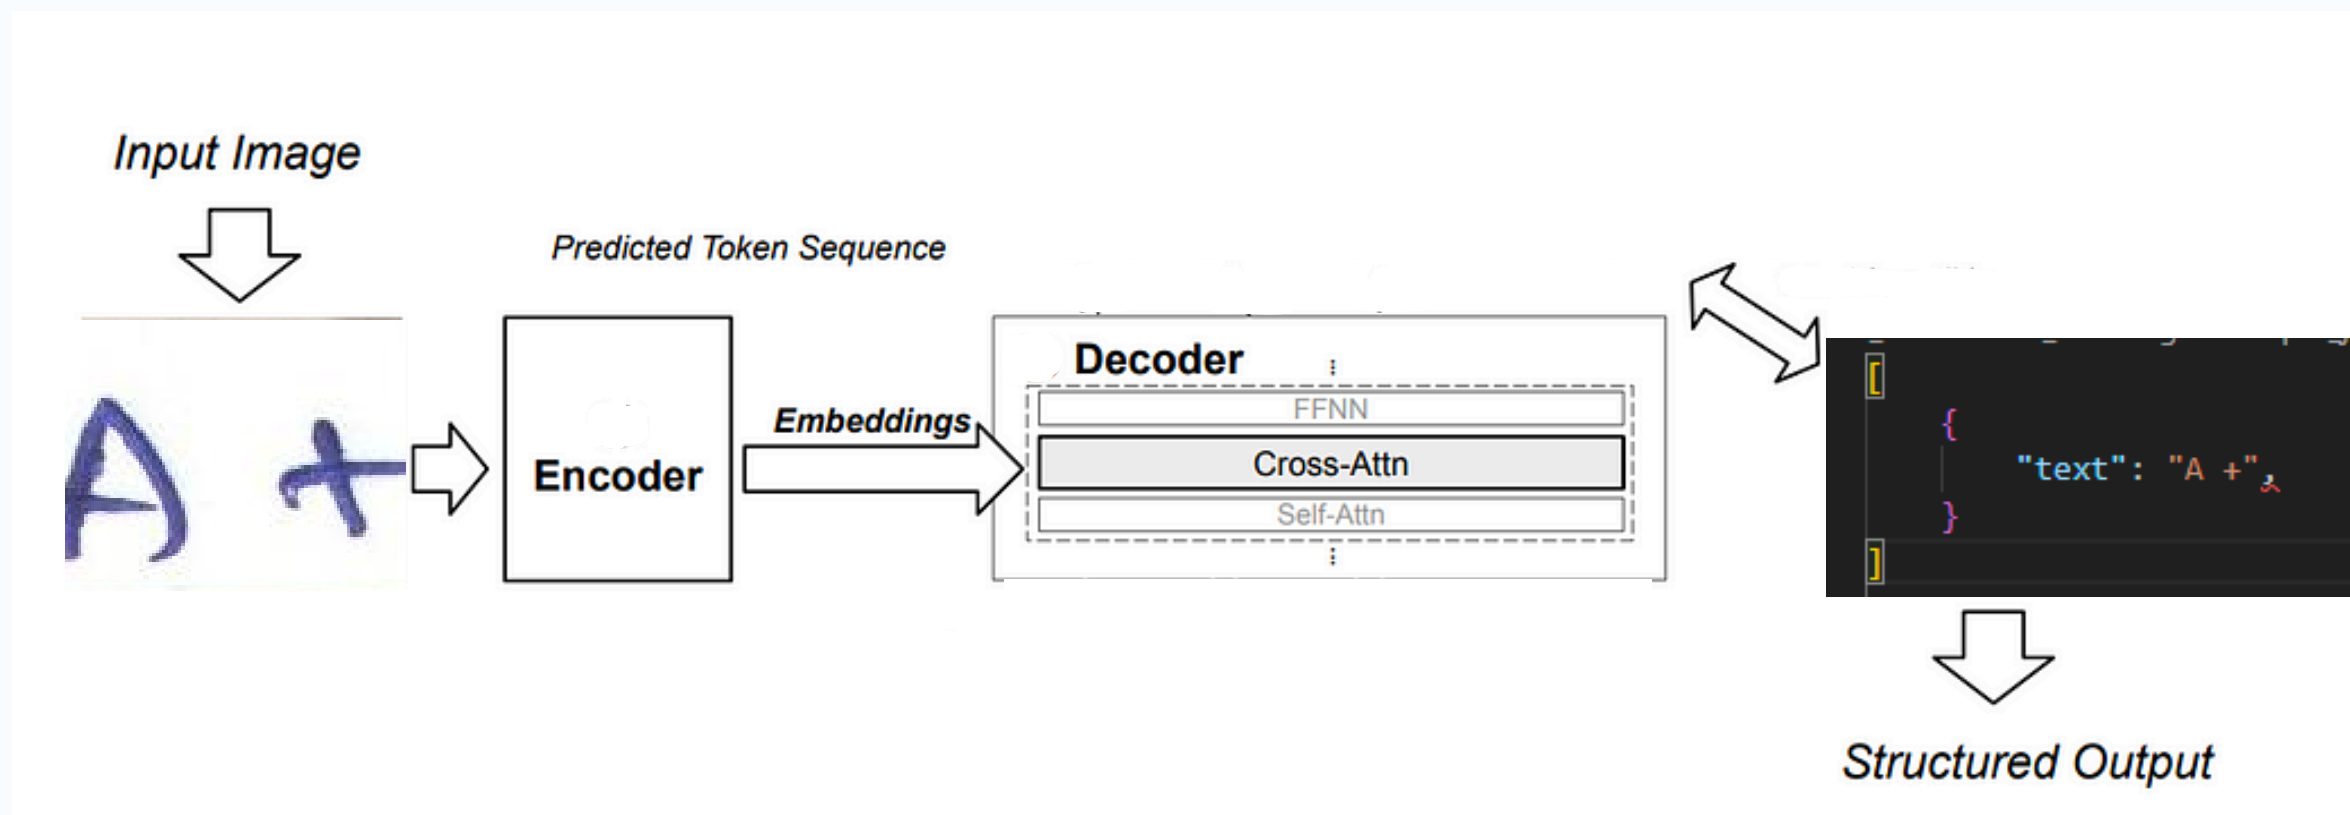 Input Image
Predicted Token Sequence
A +
Encoder
Embeddings
Decoder
FFNN
Cross-Attn
Self-Attn
[
{
"text": "A +",
}
]
Structured Output